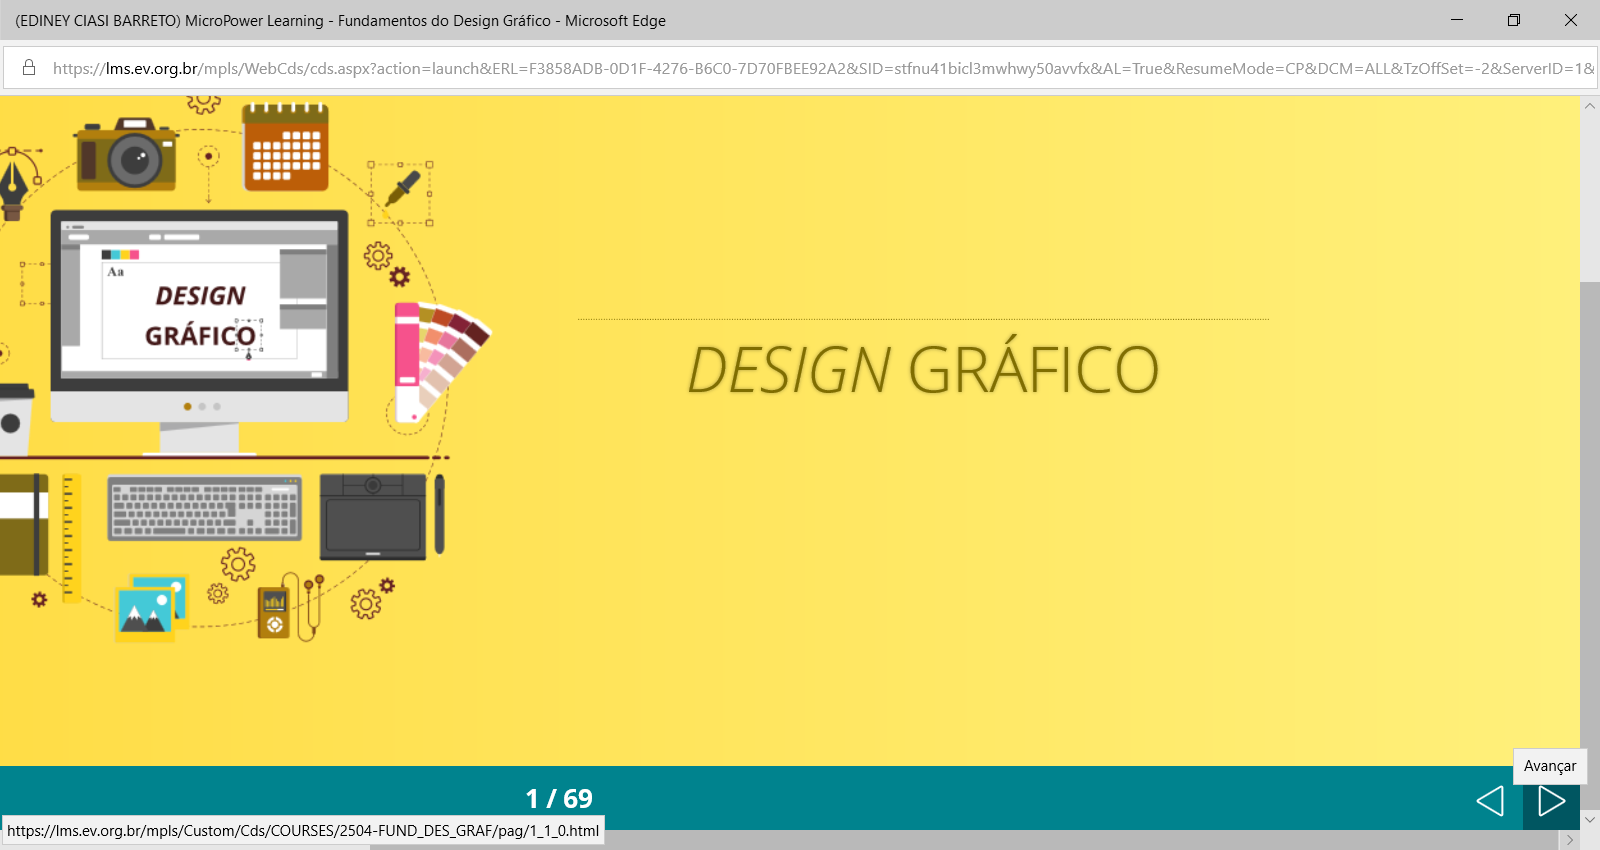 (EDINEY CIASI BARRETO) MicroPower Learning - Fundamentos do Design Gráfico - Microsoft Edge
https://lms.ev.org.br/mpls/WebCds/cds.aspx?action=launch&ERL=F3858ADB-0D1F-4276-B6C0-7D70FBEE92A2&SID=stfnu41bicl3mwhwy50avvfx&AL=True&ResumeMode=CP&DCM=ALL&TzOffSet=-2&ServerID=1&
Aa
DESIGN
GRÁFICO
DESIGN GRÁFICO
Avançar
1 / 69
https://lms.ev.org.br/mpls/Custom/Cds/COURSES/2504-FUND_DES_GRAF/pag/1_1_0.html